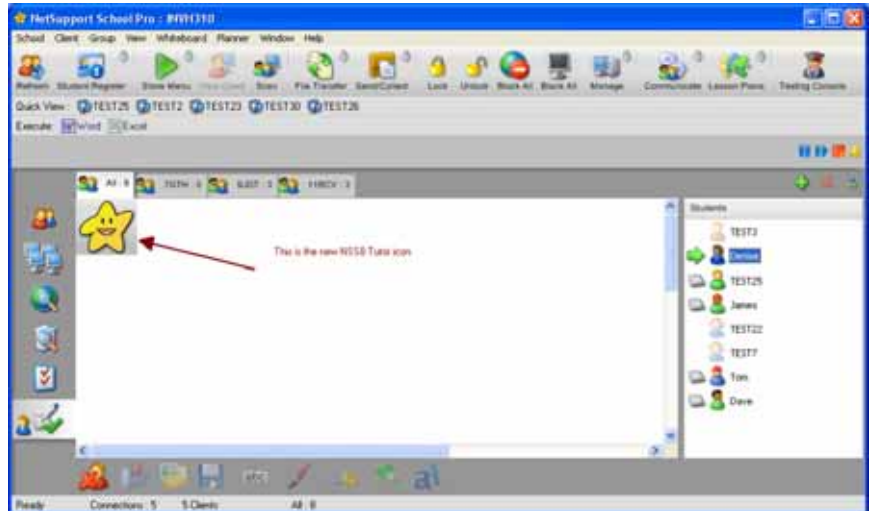 NetSupport School Pro : INVH310
School Client Group View Whiteboard Planner Window Help
Refresh Student Register Show Menu Scan File Transfer Send/Collect Lock Unlock Block All Blank All Manage Communicate Lesson Plans Testing Console
Quick View: TEST25 TEST2 TEST23 TEST30 TEST26
Execute: Word Excel
All : 8
Students
This is the new NSS8 Tutor icon
TEST3
Denise
TEST25
James
TEST22
TEST7
Tom
Dave
Ready Connections : 5 5 Clients All : 8